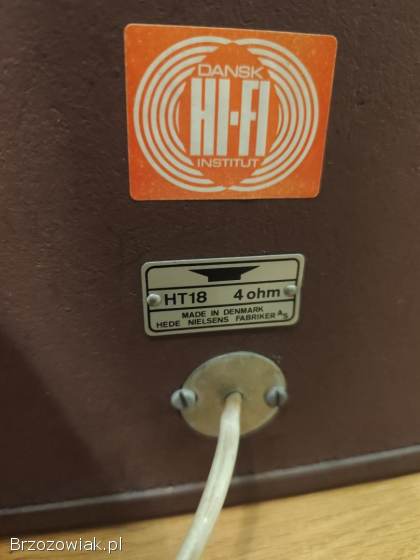 DANSK
HI-FI
INSTITUT
HT18 4 ohm
MADE IN DENMARK
HEDE NIELSENS FABRIKER A/S
Brzozowiak.pl